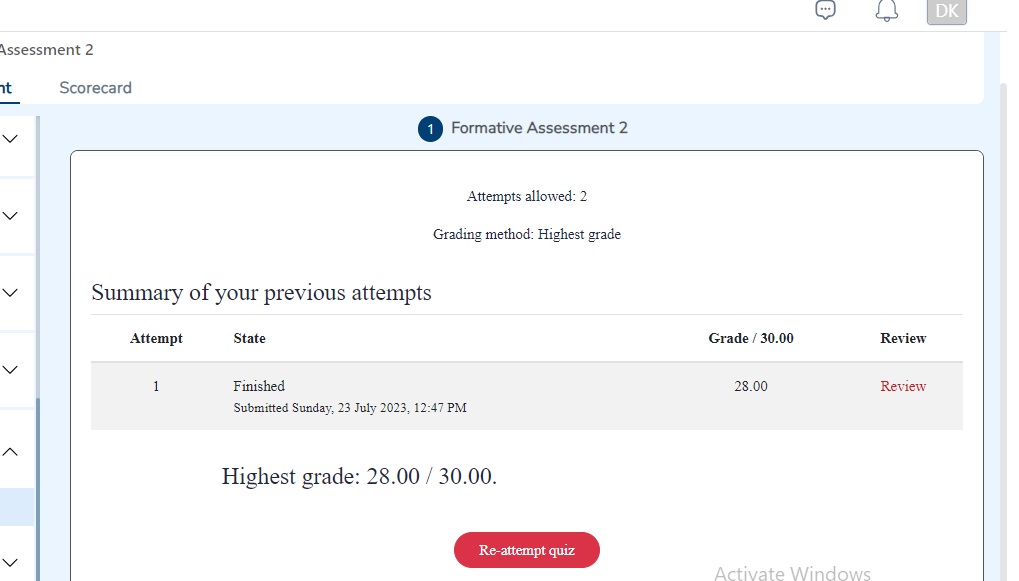 DK
Assessment 2
nt
Scorecard
1 Formative Assessment 2
Attempts allowed: 2
Grading method: Highest grade
Summary of your previous attempts
Attempt State Grade / 30.00 Review
1 Finished 28.00 Review
Submitted Sunday, 23 July 2023, 12:47 PM
Highest grade: 28.00 / 30.00.
Re-attempt quiz
Activate Windows